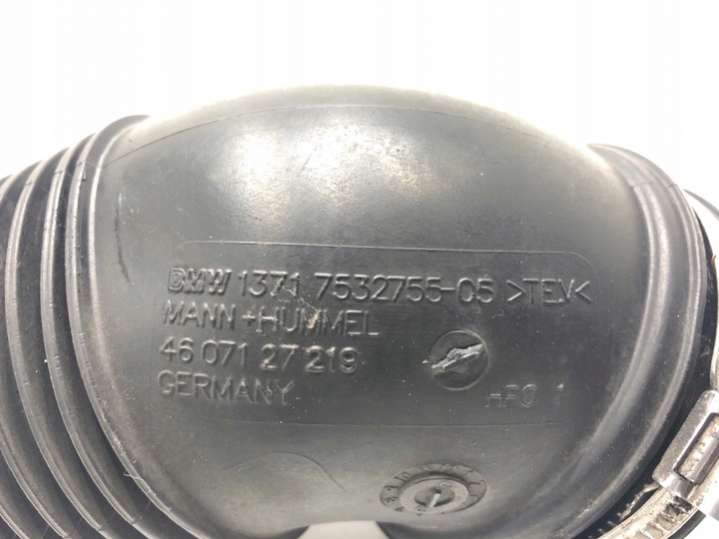 BMW 1371 7532755-05 >TEV<
MANN+HUMMEL
46 071 27 219
GERMANY